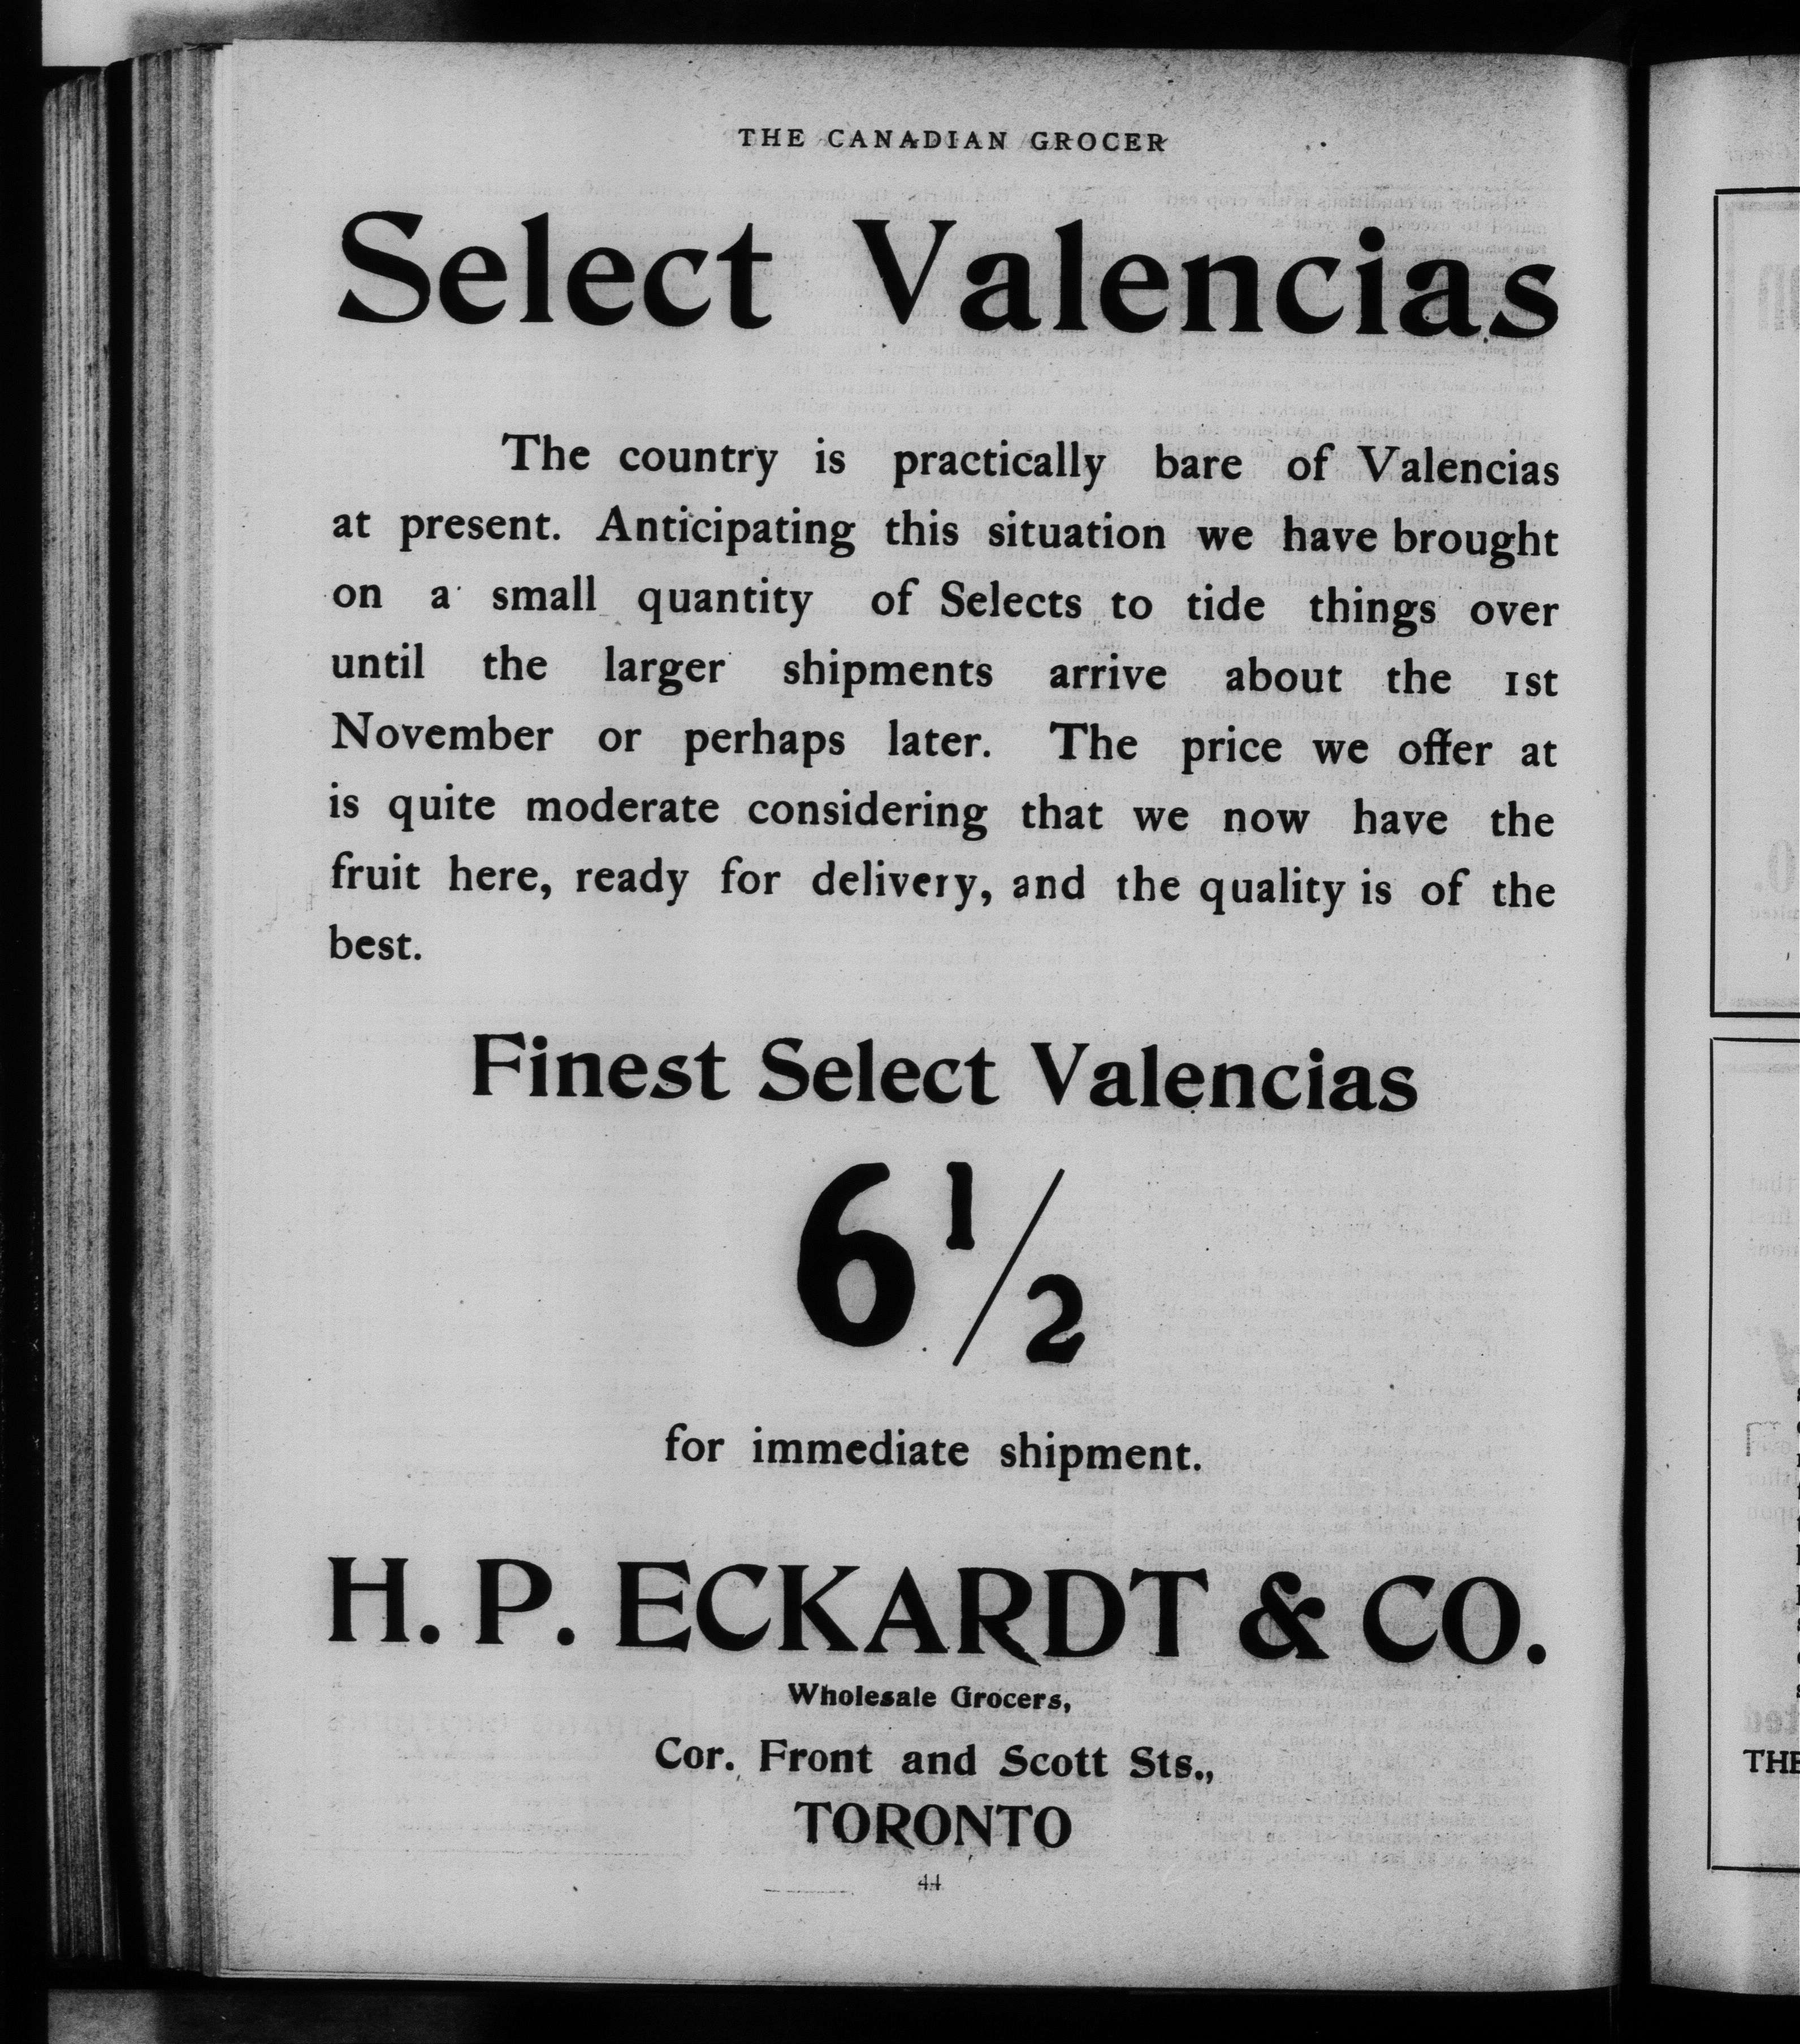 THE CANADIAN GROCER
Select Valencias
The country is practically bare of Valencias
at present. Anticipating this situation we have brought
on a small quantity of Selects to tide things over
until the larger shipments arrive about the 1st
November or perhaps later. The price we offer at
is quite moderate considering that we now have the
fruit here, ready for delivery, and the quality is of the
best.
Finest Select Valencias
6 1/2
for immediate shipment.
H. P. ECKARDT & CO.
Wholesale Grocers,
Cor. Front and Scott Sts.,
TORONTO
44